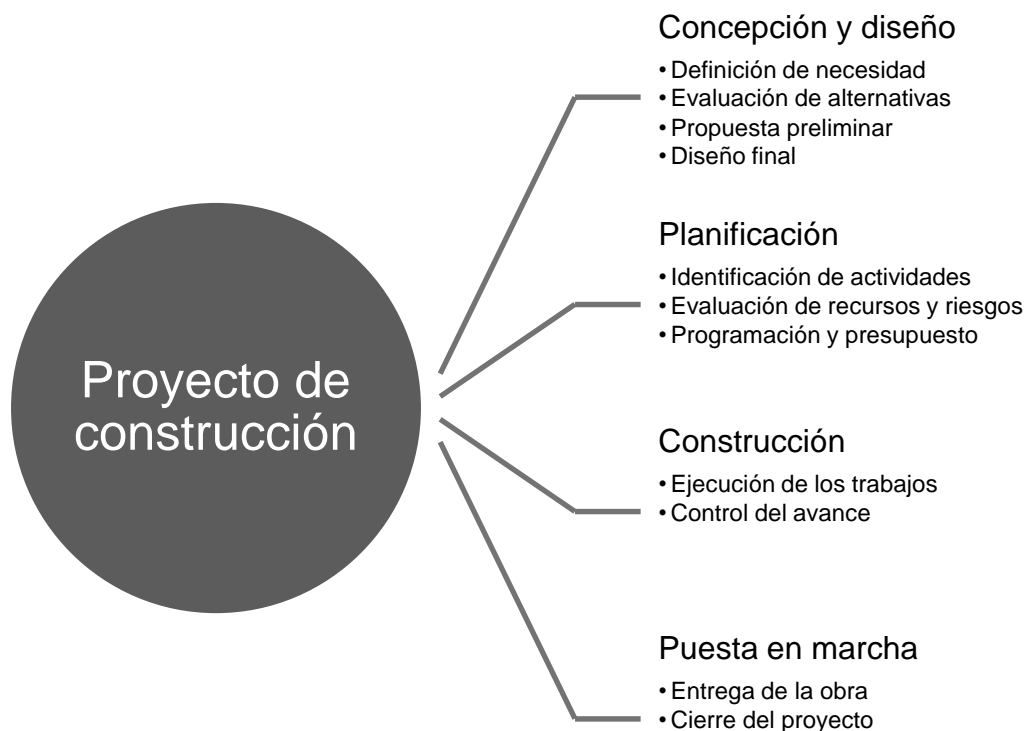 Proyecto de
construcción
Concepción y diseño
• Definición de necesidad
• Evaluación de alternativas
• Propuesta preliminar
• Diseño final
Planificación
• Identificación de actividades
• Evaluación de recursos y riesgos
• Programación y presupuesto
Construcción
• Ejecución de los trabajos
• Control del avance
Puesta en marcha
• Entrega de la obra
• Cierre del proyecto